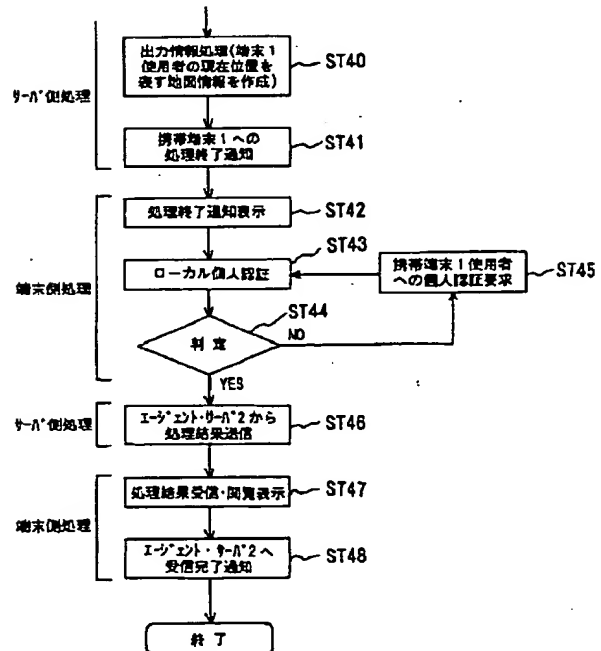 出力情報処理(端末1
使用者の現在位置を
表す地図情報を作成)
ST40
サーバ側処理
携帯端末1への
処理終了通知
ST41
処理終了通知表示
ST42
ST43
ローカル個人認証
携帯端末1使用者
への個人認証要求
ST45
端末側処理
ST44
判定
NO
YES
サーバ側処理
エージェント・サーバ2から
処理結果送信
ST46
処理結果受信・閲覧表示
ST47
端末側処理
エージェント・サーバ2へ
受信完了通知
ST48
終了